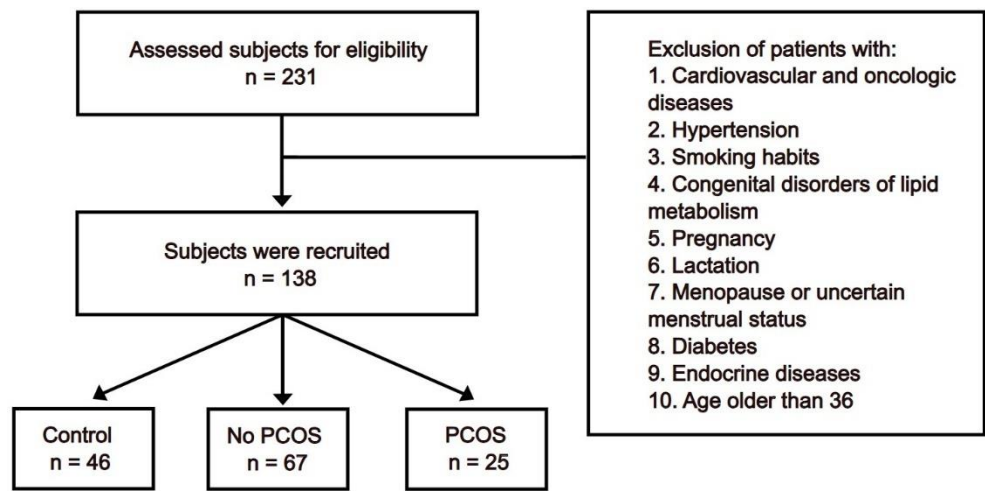 Assessed subjects for eligibility
n = 231
Exclusion of patients with:
1. Cardiovascular and oncologic
diseases
2. Hypertension
3. Smoking habits
4. Congenital disorders of lipid
metabolism
5. Pregnancy
6. Lactation
7. Menopause or uncertain
menstrual status
8. Diabetes
9. Endocrine diseases
10. Age older than 36
Subjects were recruited
n = 138
Control
n = 46
No PCOS
n = 67
PCOS
n = 25